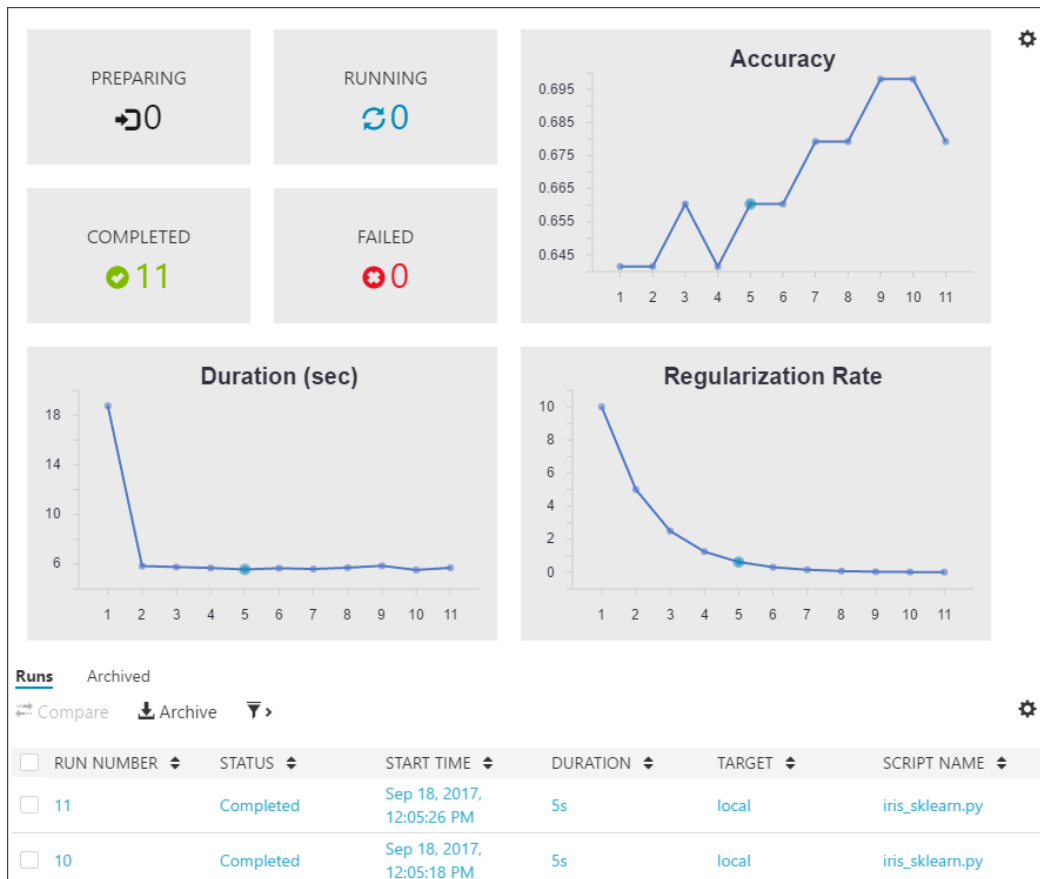 PREPARING
0
RUNNING
0
COMPLETED
11
FAILED
0
Accuracy
0.695
0.685
0.675
0.665
0.655
0.645
1 2 3 4 5 6 7 8 9 10 11
Duration (sec)
18
14
10
6
1 2 3 4 5 6 7 8 9 10 11
Regularization Rate
10
8
6
4
2
0
1 2 3 4 5 6 7 8 9 10 11
Runs Archived
Compare Archive
RUN NUMBER STATUS START TIME DURATION TARGET SCRIPT NAME
11 Completed Sep 18, 2017, 5s local iris_sklearn.py
12:05:26 PM
10 Completed Sep 18, 2017, 5s local iris_sklearn.py
12:05:18 PM